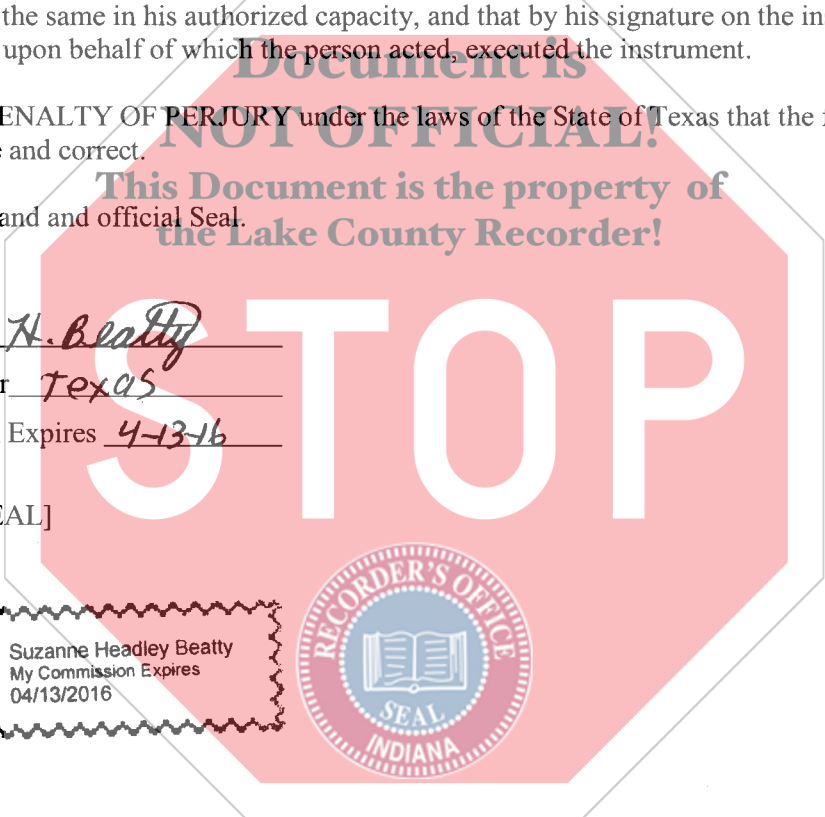 the same in his authorized capacity, and that by his signature on the in
upon behalf of which the person acted, executed the instrument.
Document is
ENALTY OF PERJURY under the laws of the State of Texas that the f
NOT OFFICIAL!
e and correct.
This Document is the property of
and and official Seal.
the Lake County Recorder!
STOP
H. Beatty
r Texas
Expires 4-13-16
EAL]
RECORDER'S OFFICE
SEAL
INDIANA
Suzanne Headley Beatty
My Commission Expires
04/13/2016